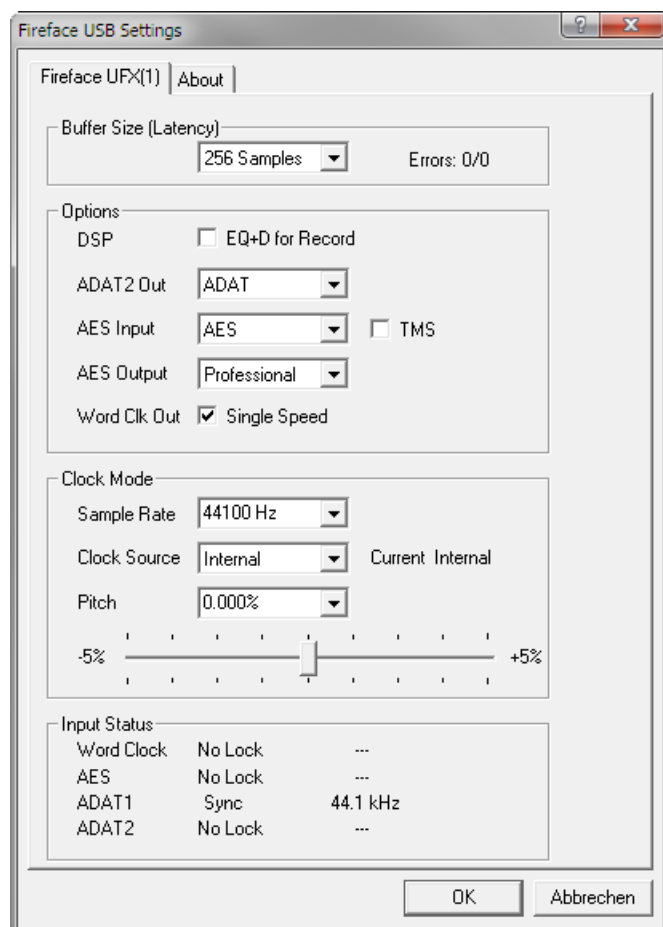 Fireface USB Settings
Fireface UFX(1) About
Buffer Size (Latency)
256 Samples Errors: 0/0
Options
DSP EQ+D for Record
ADAT2 Out ADAT
AES Input AES TMS
AES Output Professional
Word Clk Out Single Speed
Clock Mode
Sample Rate 44100 Hz
Clock Source Internal Current Internal
Pitch 0.000%
-5% +5%
Input Status
Word Clock No Lock ---
AES No Lock ---
ADAT1 Sync 44.1 kHz
ADAT2 No Lock ---
OK Abbrechen